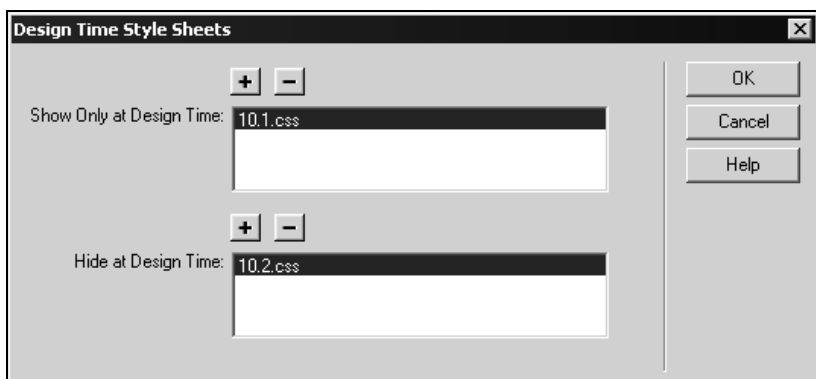 Design Time Style Sheets
+ −
Show Only at Design Time:
10.1.css
+ −
Hide at Design Time:
10.2.css
OK
Cancel
Help